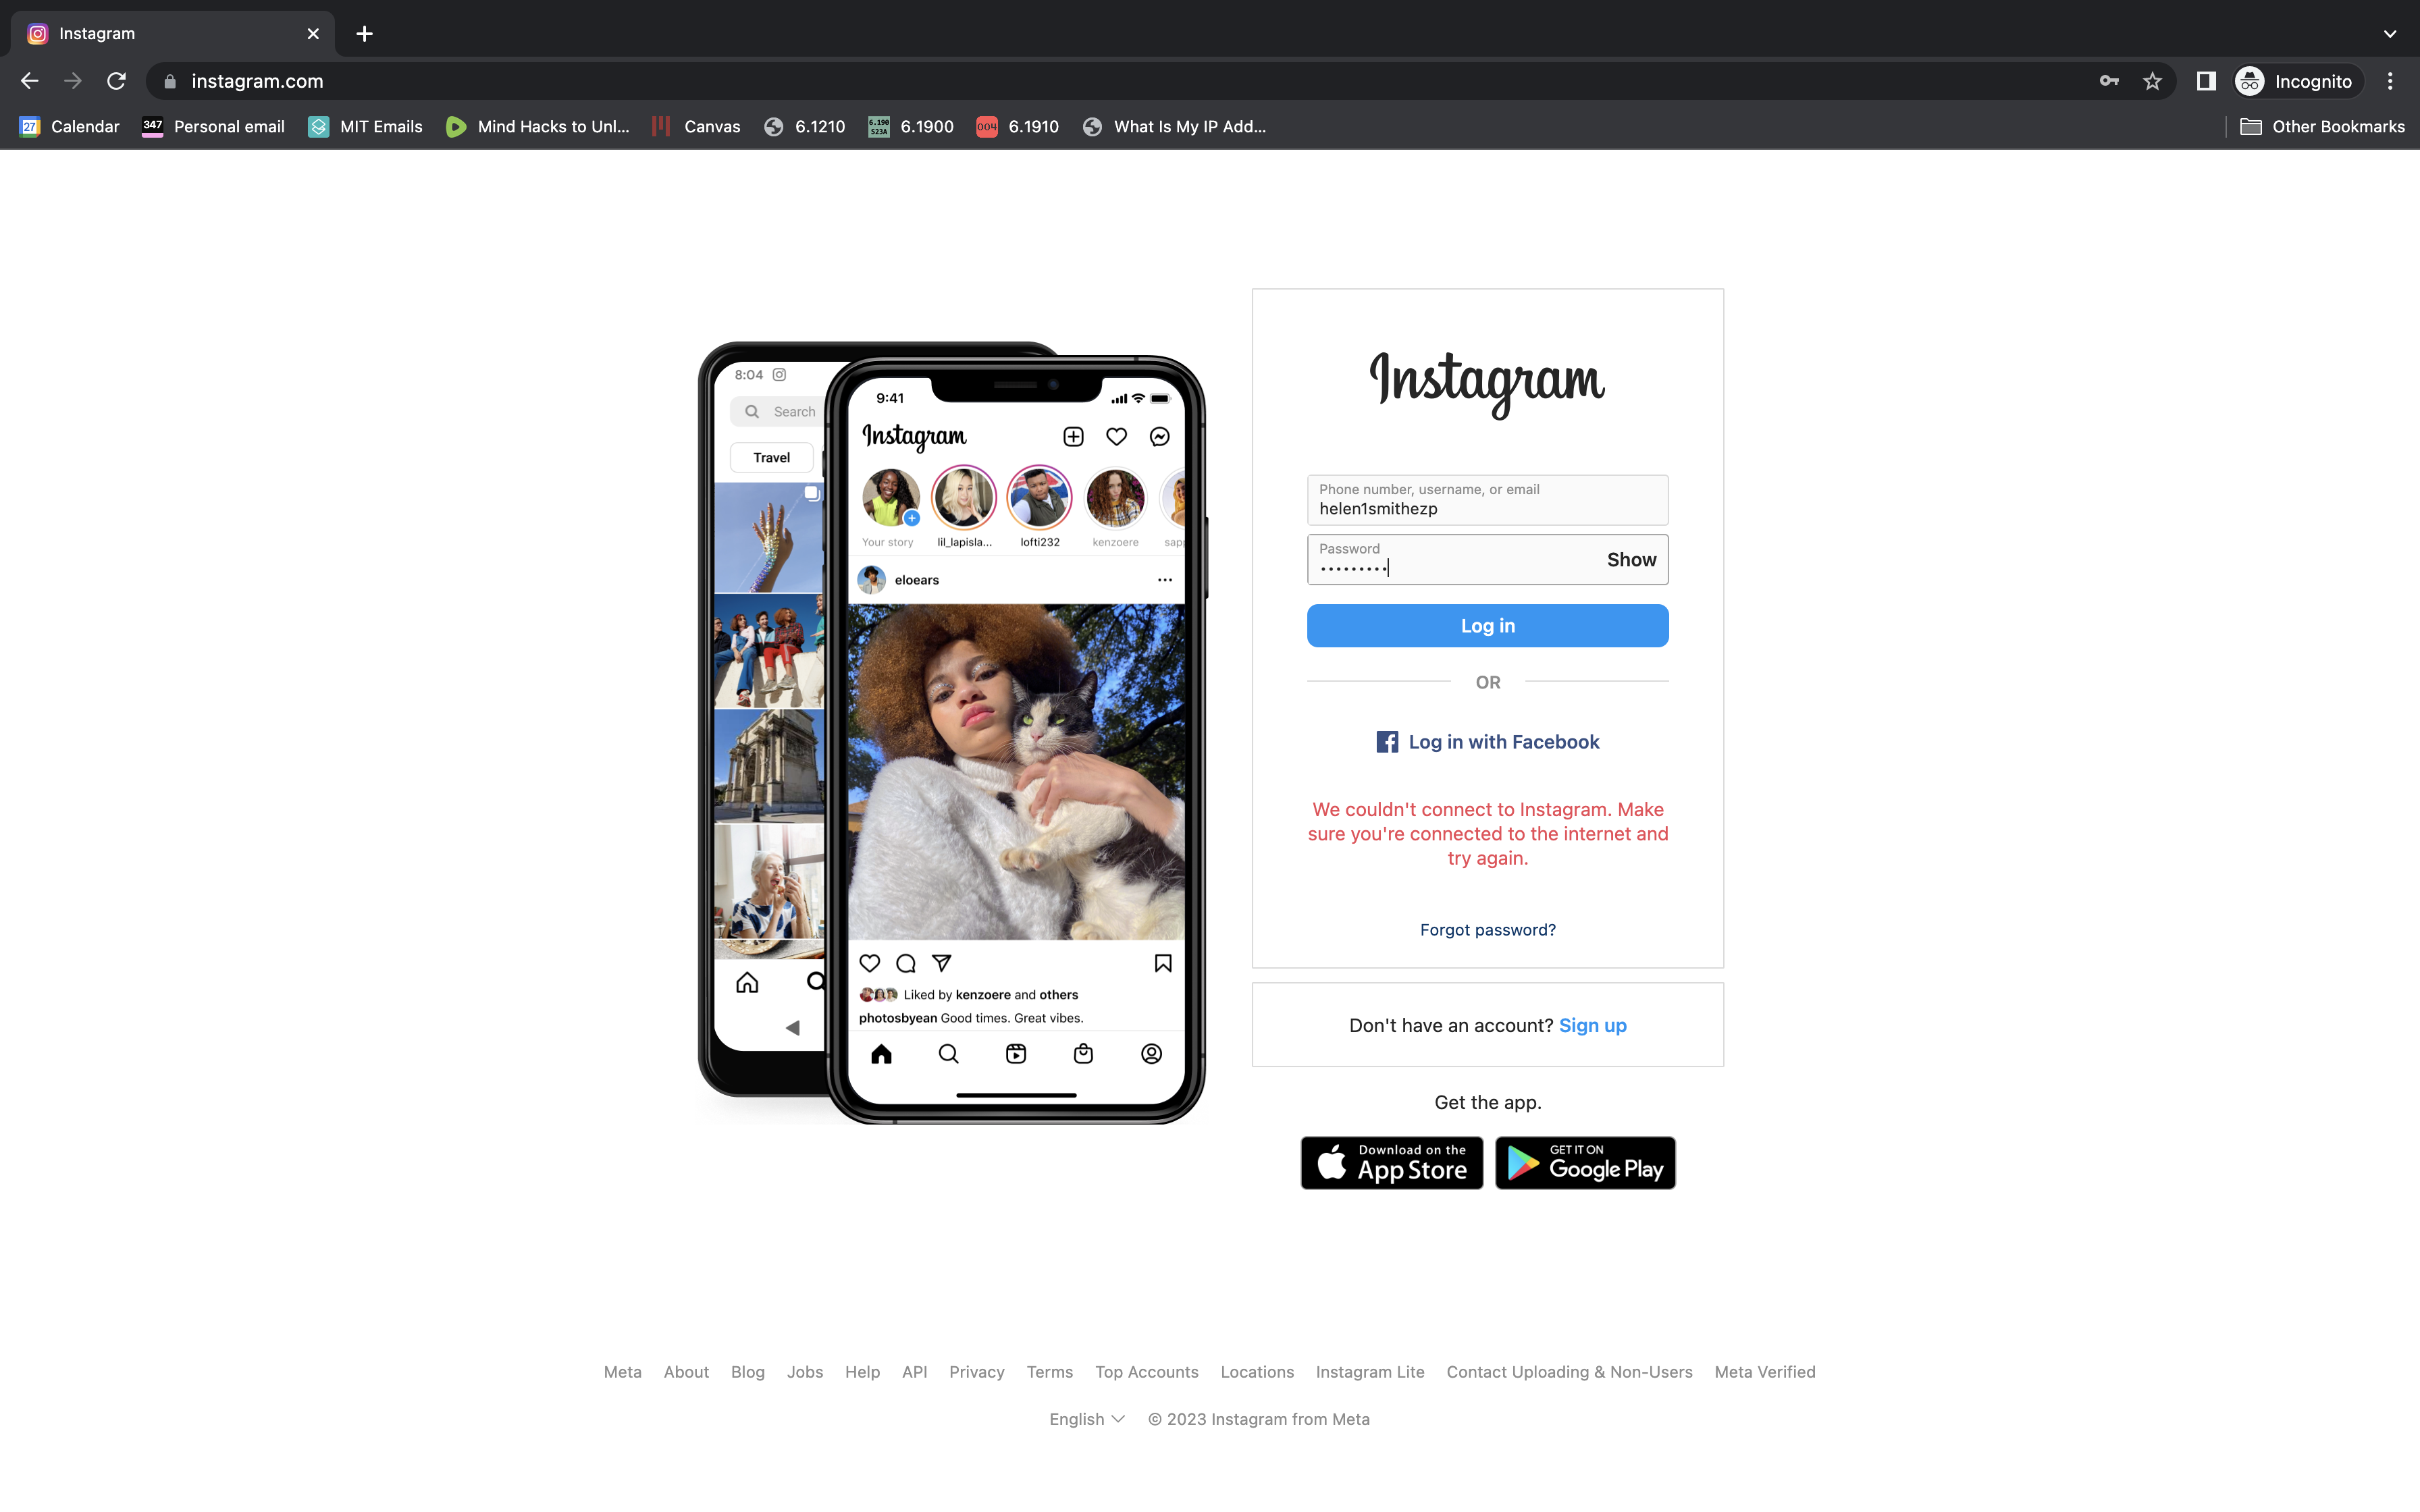 Instagram
instagram.com
Incognito
27 Calendar
347 Personal email
MIT Emails
Mind Hacks to Unl...
Canvas
6.1210
6.190 S23A 6.1900
004 6.1910
What Is My IP Add...
Other Bookmarks
8:04
Search
Travel
9:41
Instagram
Your story
lil_lapisla...
lofti232
kenzoere
sapp
eloears
Liked by kenzoere and others
photosbyean Good times. Great vibes.
Instagram
Phone number, username, or email
helen1smithezp
Password
Show
Log in
OR
Log in with Facebook
We couldn't connect to Instagram. Make
sure you're connected to the internet and
try again.
Forgot password?
Don't have an account? Sign up
Get the app.
Download on the
App Store
GET IT ON
Google Play
Meta About Blog Jobs Help API Privacy Terms Top Accounts Locations Instagram Lite Contact Uploading & Non-Users Meta Verified
English © 2023 Instagram from Meta